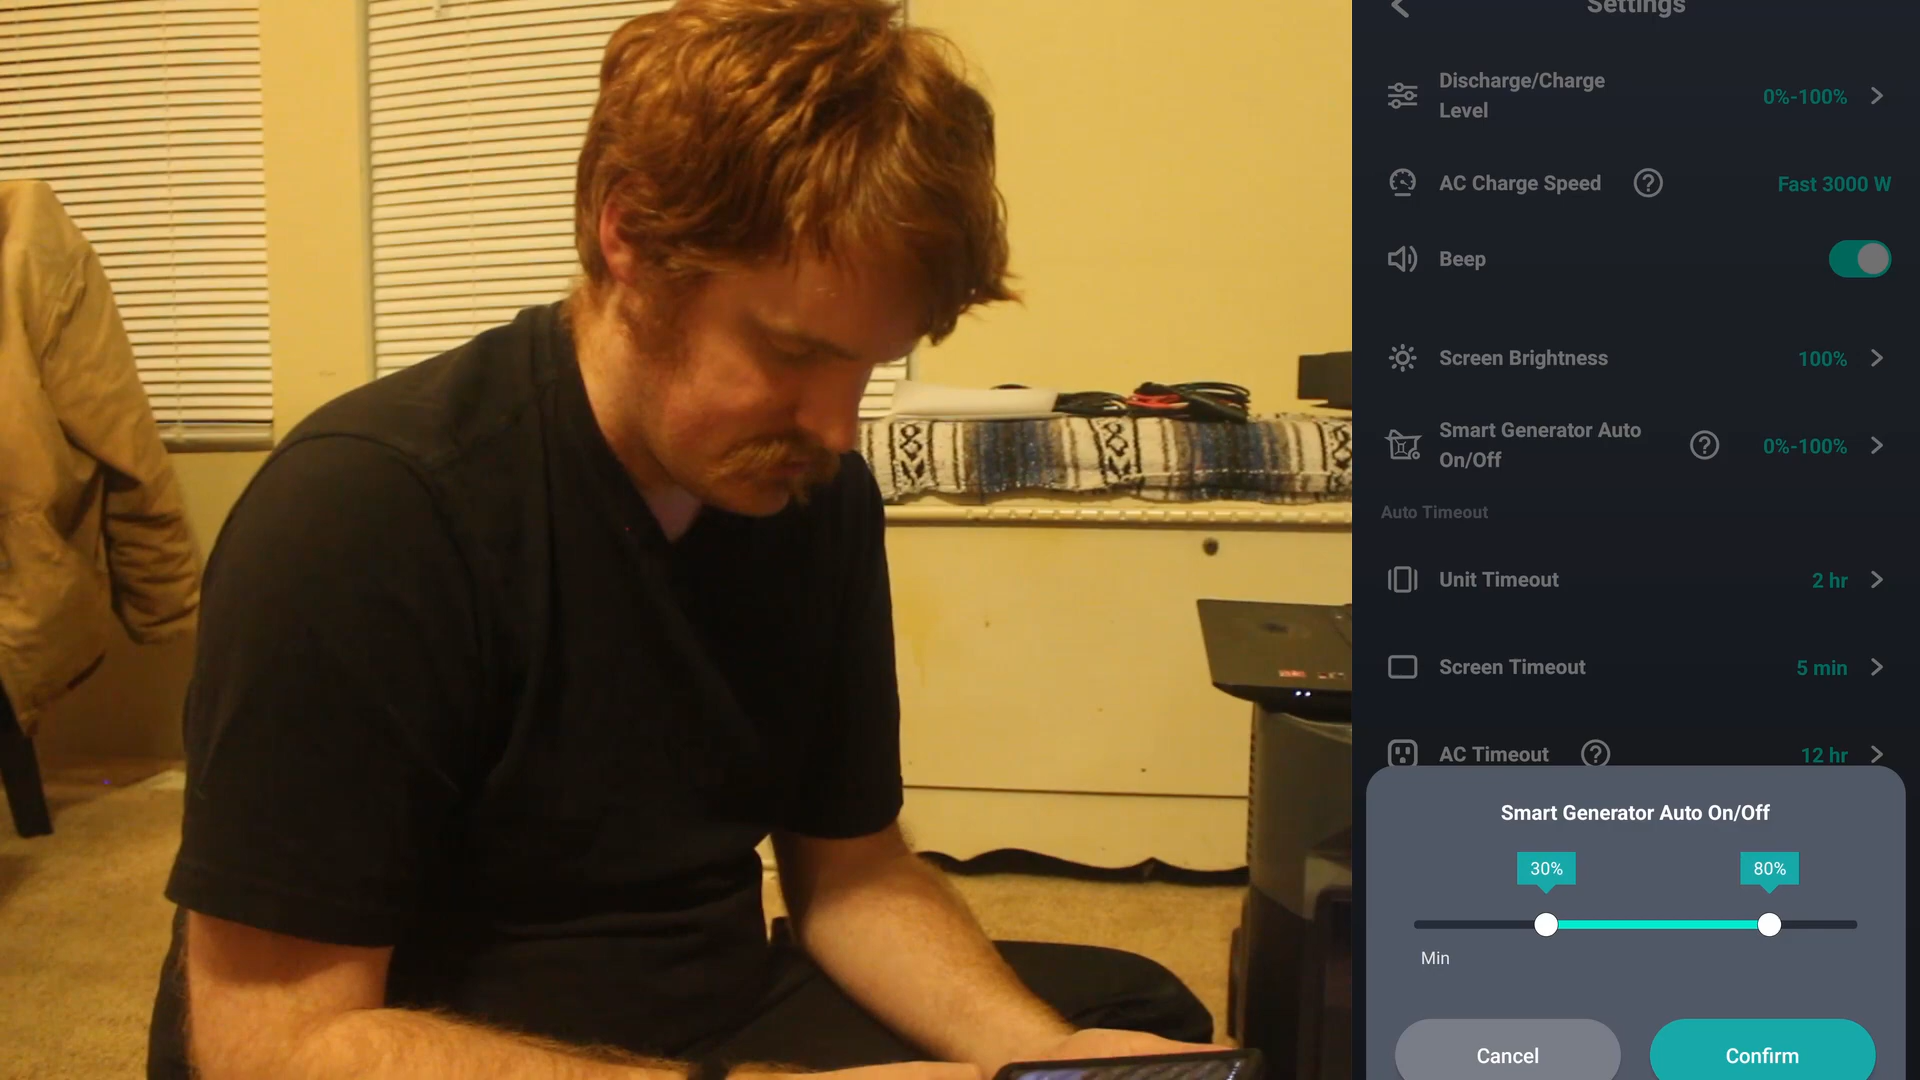 Settings
Discharge/Charge
Level
0%-100%
AC Charge Speed
Fast 3000 W
Beep
Screen Brightness
100%
Smart Generator Auto
On/Off
0%-100%
Auto Timeout
Unit Timeout
2 hr
Screen Timeout
5 min
AC Timeout
12 hr
Smart Generator Auto On/Off
30%
80%
Min
Cancel
Confirm